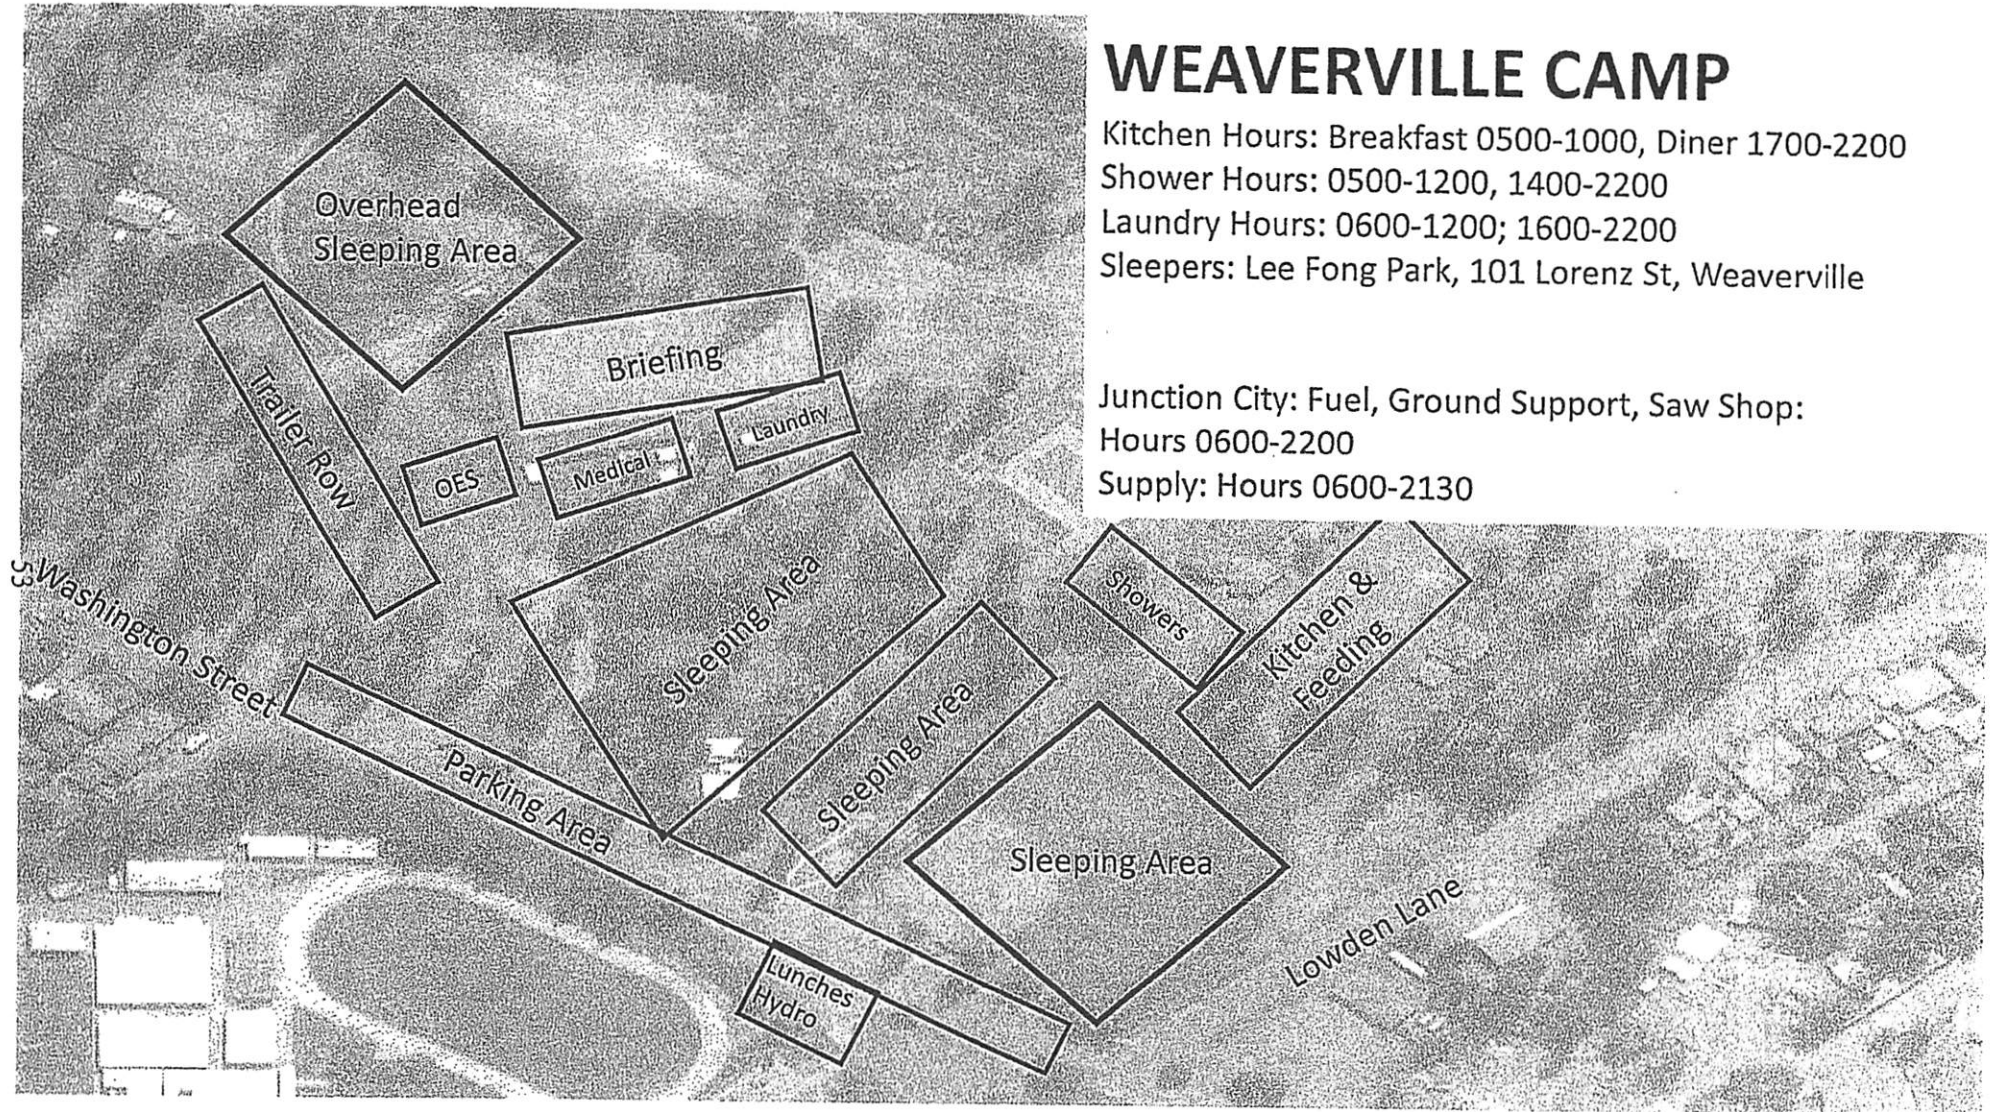 WEAVERVILLE CAMP
Kitchen Hours: Breakfast 0500-1000, Diner 1700-2200
Shower Hours: 0500-1200, 1400-2200
Laundry Hours: 0600-1200; 1600-2200
Sleepers: Lee Fong Park, 101 Lorenz St, Weaverville
Junction City: Fuel, Ground Support, Saw Shop:
Hours 0600-2200
Supply: Hours 0600-2130
Overhead
Sleeping Area
Briefing
Trailer Row
OES
Medical
Laundry
Sleeping Area
Showers
Kitchen &
Feeding
53
Washington Street
Parking Area
Sleeping Area
Sleeping Area
Lunches
Hydro
Lowden Lane